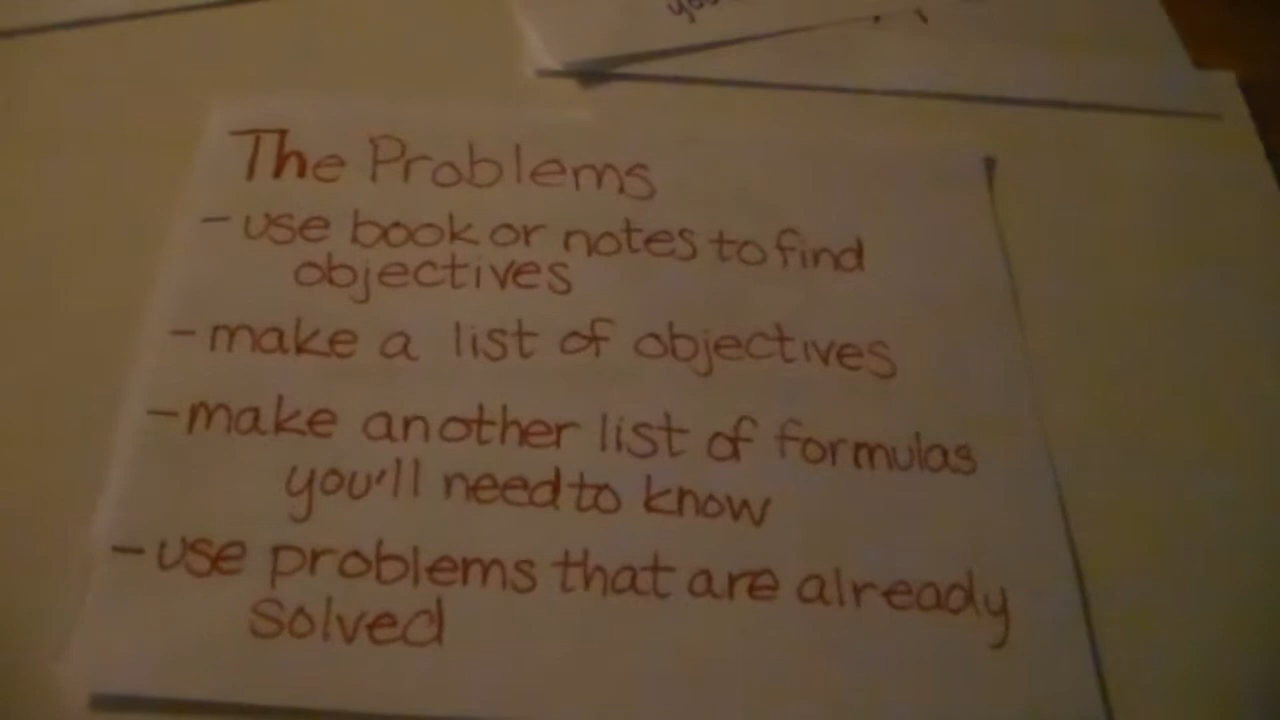 The Problems
- use book or notes to find
objectives
- make a list of objectives
- make another list of formulas
you'll need to know
- use problems that are already
solved